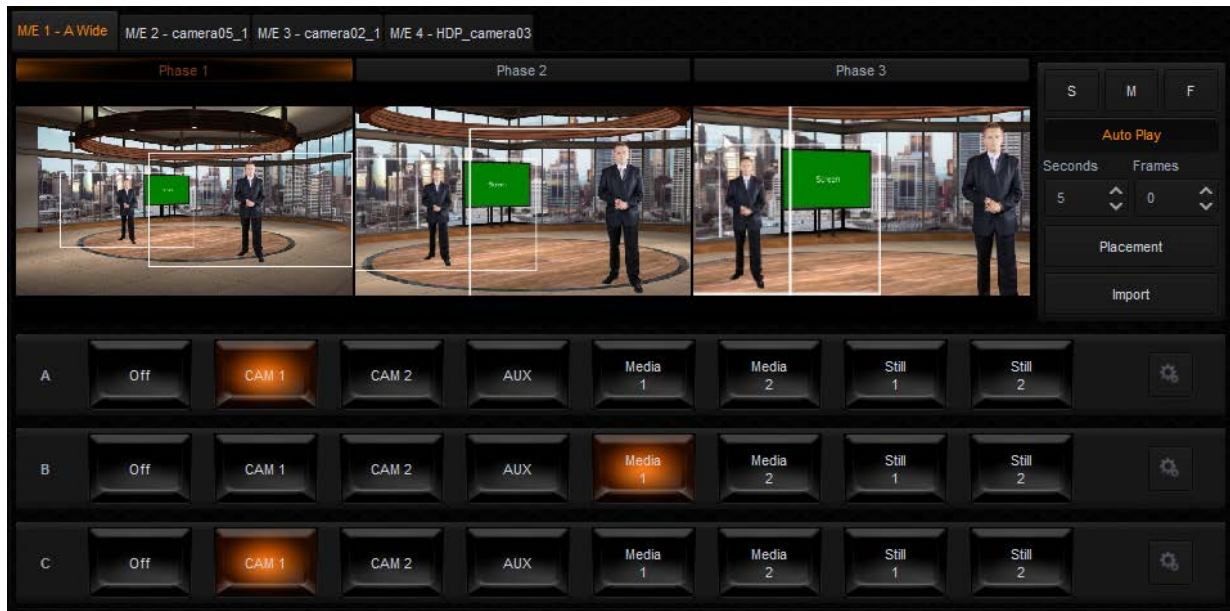 M/E 1 - A Wide M/E 2 - camera05_1 M/E 3 - camera02_1 M/E 4 - HDP_camera03
Phase 1 Phase 2 Phase 3
S M F
Auto Play
Seconds Frames
5 0
Placement
Import
Screen
Screen
A Off CAM 1 CAM 2 AUX Media 1 Media 2 Still 1 Still 2
B Off CAM 1 CAM 2 AUX Media 1 Media 2 Still 1 Still 2
C Off CAM 1 CAM 2 AUX Media 1 Media 2 Still 1 Still 2